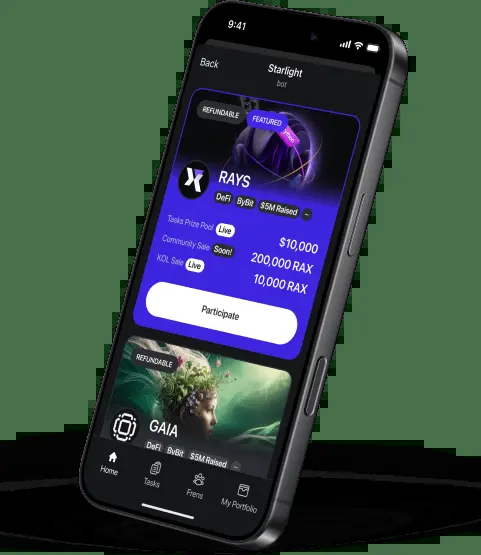 9:41
Back
Starlight
bot
REFUNDABLE
FEATURED
RAYS
DeFi ByBit $5M Raised
Tasks Prize Pool Live $10,000
Community Sale Soon! 200,000 RAX
KOL Sale Live 10,000 RAX
Participate
REFUNDABLE
GAIA
DeFi ByBit $5M Raised
Home Tasks Frens My Portfolio